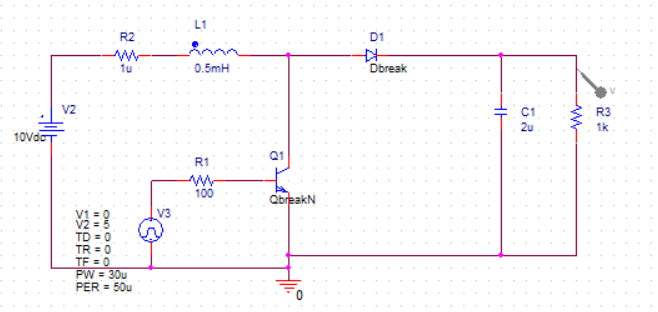 L1
R2
D1
1u
0.5mH
Dbreak
V2
10Vdc
C1
2u
V
R3
1k
Q1
R1
100
QbreakN
V3
V1 = 0
V2 = 5
TD = 0
TR = 0
TF = 0
PW = 30u
PER = 50u
0